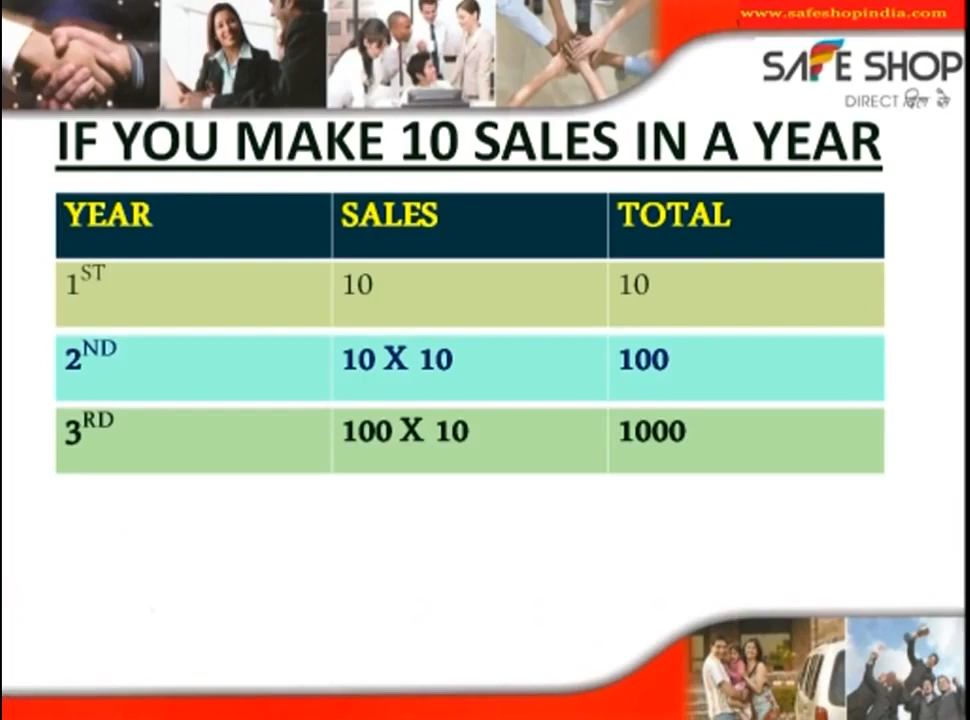 www.safeshopindia.com
SAFE SHOP
DIRECT दिल से
IF YOU MAKE 10 SALES IN A YEAR
YEAR SALES TOTAL
1ST 10 10
2ND 10 X 10 100
3RD 100 X 10 1000